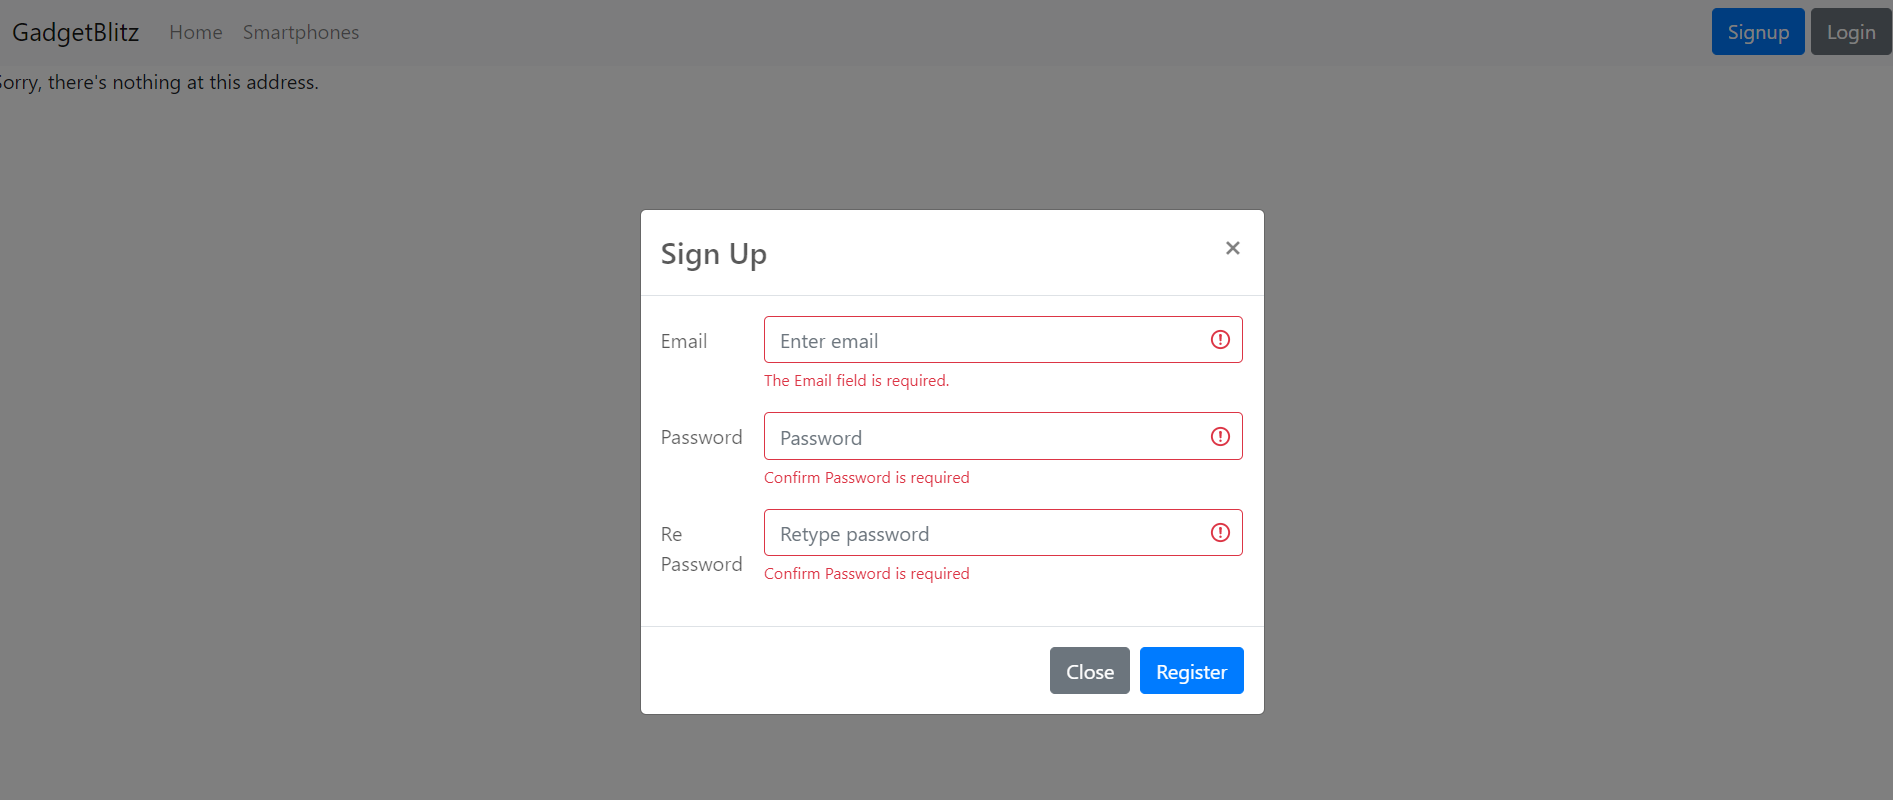 GadgetBlitz Home Smartphones Signup Login
Sorry, there's nothing at this address.
Sign Up ×
Email Enter email
The Email field is required.
Password Password
Confirm Password is required
Re Password Retype password
Confirm Password is required
Close Register